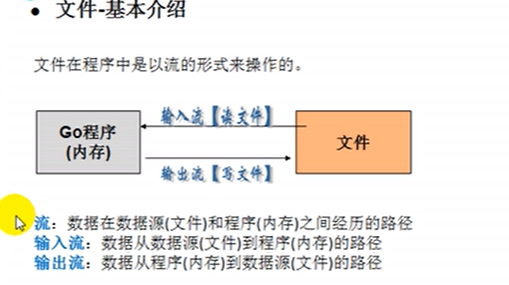 文件-基本介绍
文件在程序中是以流的形式来操作的。
输入流【读文件】
Go程序
(内存)
文件
输出流【写文件】
流：数据在数据源(文件)和程序(内存)之间经历的路径
输入流：数据从数据源(文件)到程序(内存)的路径
输出流：数据从程序(内存)到数据源(文件)的路径